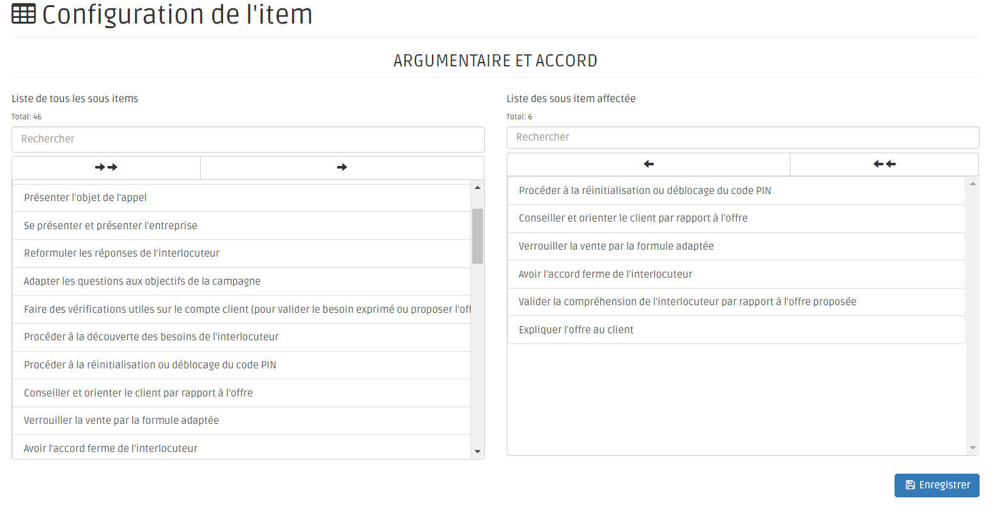 Configuration de l'item
ARGUMENTAIRE ET ACCORD
Liste de tous les sous items
Total: 46
Rechercher
Présenter l'objet de l'appel
Se présenter et présenter l'entreprise
Reformuler les réponses de l'interlocuteur
Adapter les questions aux objectifs de la campagne
Faire des vérifications utiles sur le compte client (pour valider le besoin exprimé ou proposer l'off
Procéder à la découverte des besoins de l'interlocuteur
Procéder à la réinitialisation ou déblocage du code PIN
Conseiller et orienter le client par rapport à l'offre
Verrouiller la vente par la formule adaptée
Avoir l'accord ferme de l'interlocuteur
Liste des sous item affectée
Total: 6
Rechercher
Procéder à la réinitialisation ou déblocage du code PIN
Conseiller et orienter le client par rapport à l'offre
Verrouiller la vente par la formule adaptée
Avoir l'accord ferme de l'interlocuteur
Valider la compréhension de l'interlocuteur par rapport à l'offre proposée
Expliquer l'offre au client
Enregistrer